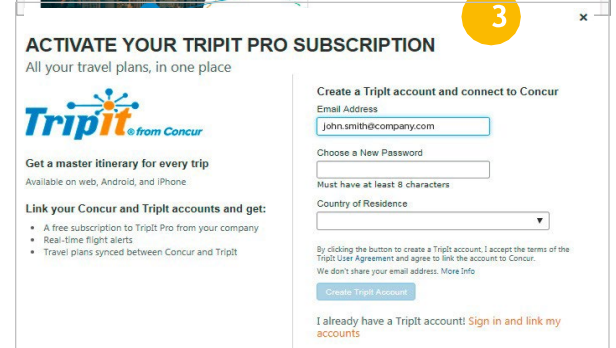 3
×
ACTIVATE YOUR TRIPIT PRO SUBSCRIPTION
All your travel plans, in one place
TripIt® from Concur
Get a master itinerary for every trip
Available on web, Android, and iPhone
Link your Concur and TripIt accounts and get:
• A free subscription to TripIt Pro from your company
• Real-time flight alerts
• Travel plans synced between Concur and TripIt
Create a TripIt account and connect to Concur
Email Address
john.smith@company.com
Choose a New Password
Must have at least 8 characters
Country of Residence
By clicking the button to create a TripIt account, I accept the terms of the
TripIt User Agreement and agree to link the account to Concur.
We don't share your email address. More Info
Create TripIt Account
I already have a TripIt account! Sign in and link my
accounts